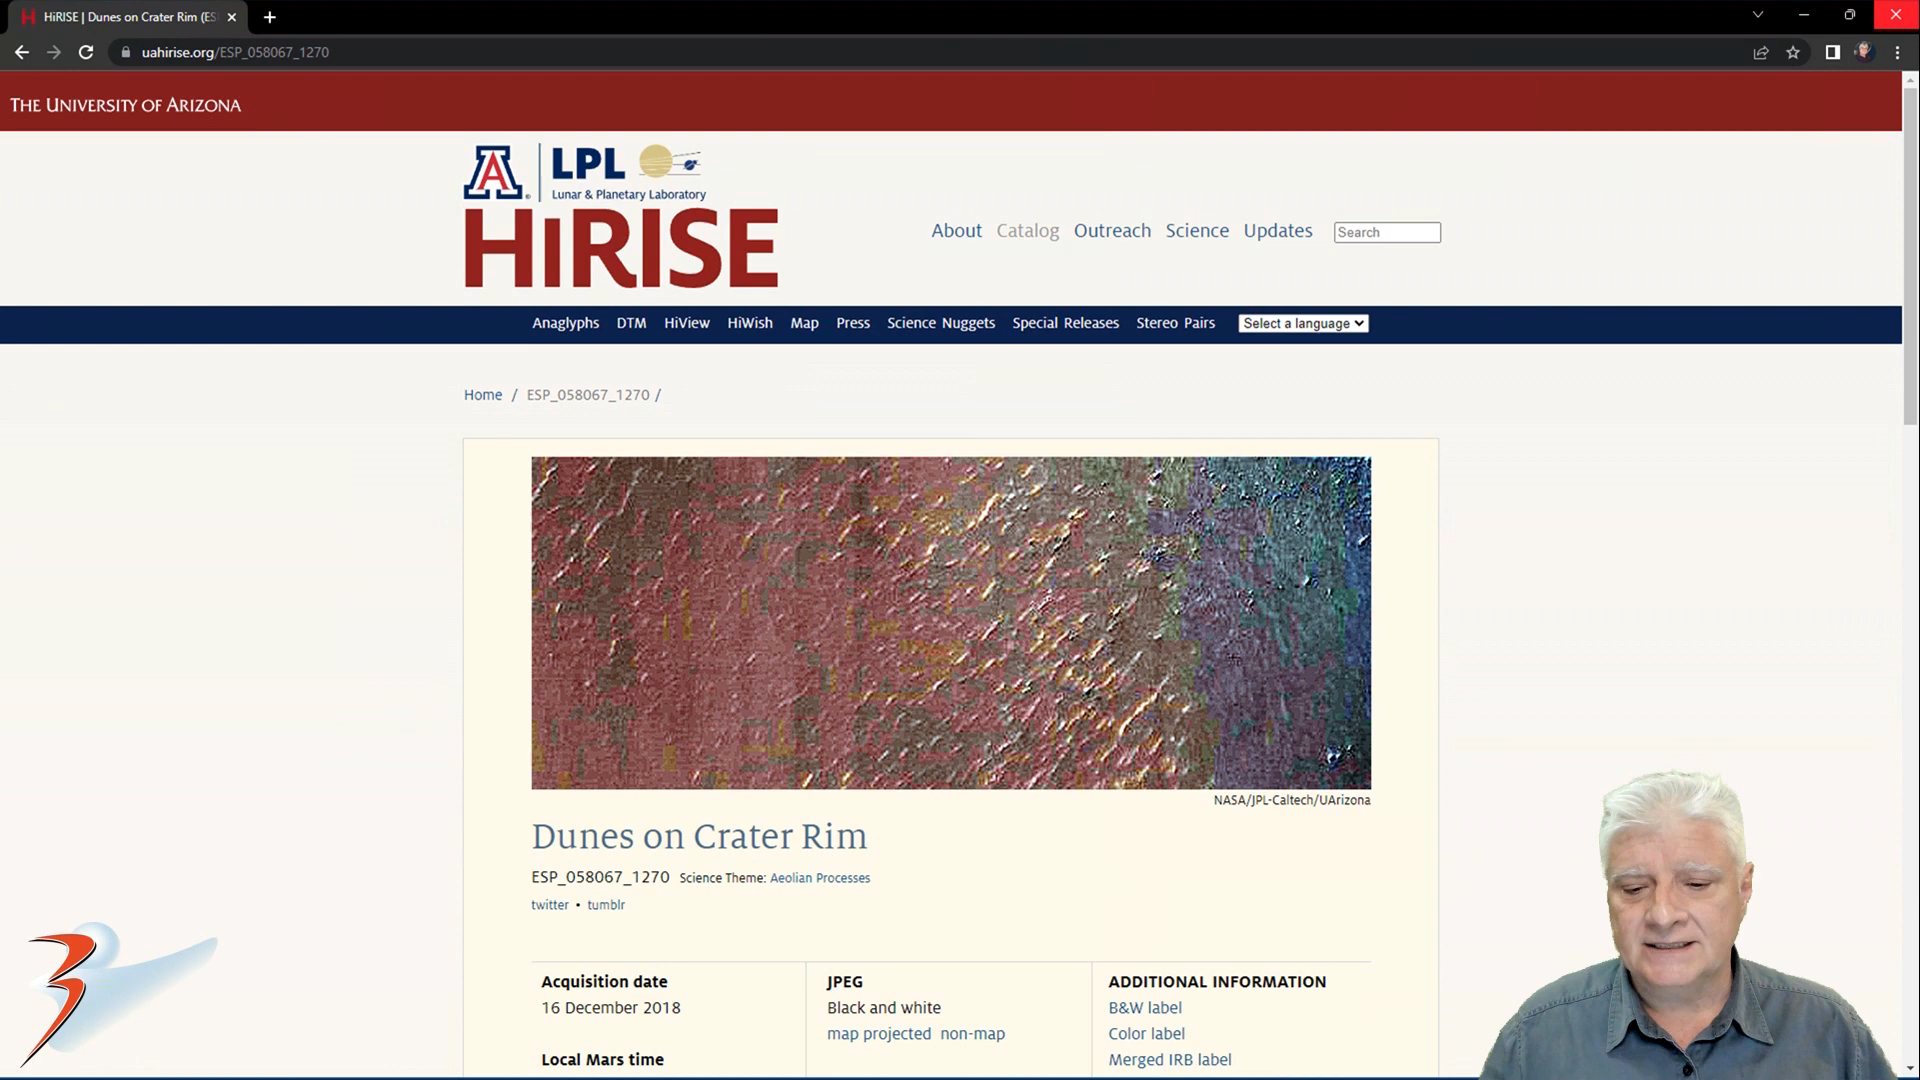 HiRISE | Dunes on Crater Rim (ES
uahirise.org/ESP_058067_1270
THE UNIVERSITY OF ARIZONA
A LPL
Lunar & Planetary Laboratory
HiRISE
About Catalog Outreach Science Updates Search
Anaglyphs DTM HiView HiWish Map Press Science Nuggets Special Releases Stereo Pairs Select a language
Home / ESP_058067_1270 /
NASA/JPL-Caltech/UArizona
Dunes on Crater Rim
ESP_058067_1270 Science Theme: Aeolian Processes
twitter • tumblr
Acquisition date
16 December 2018
Local Mars time
JPEG
Black and white
map projected non-map
ADDITIONAL INFORMATION
B&W label
Color label
Merged IRB label